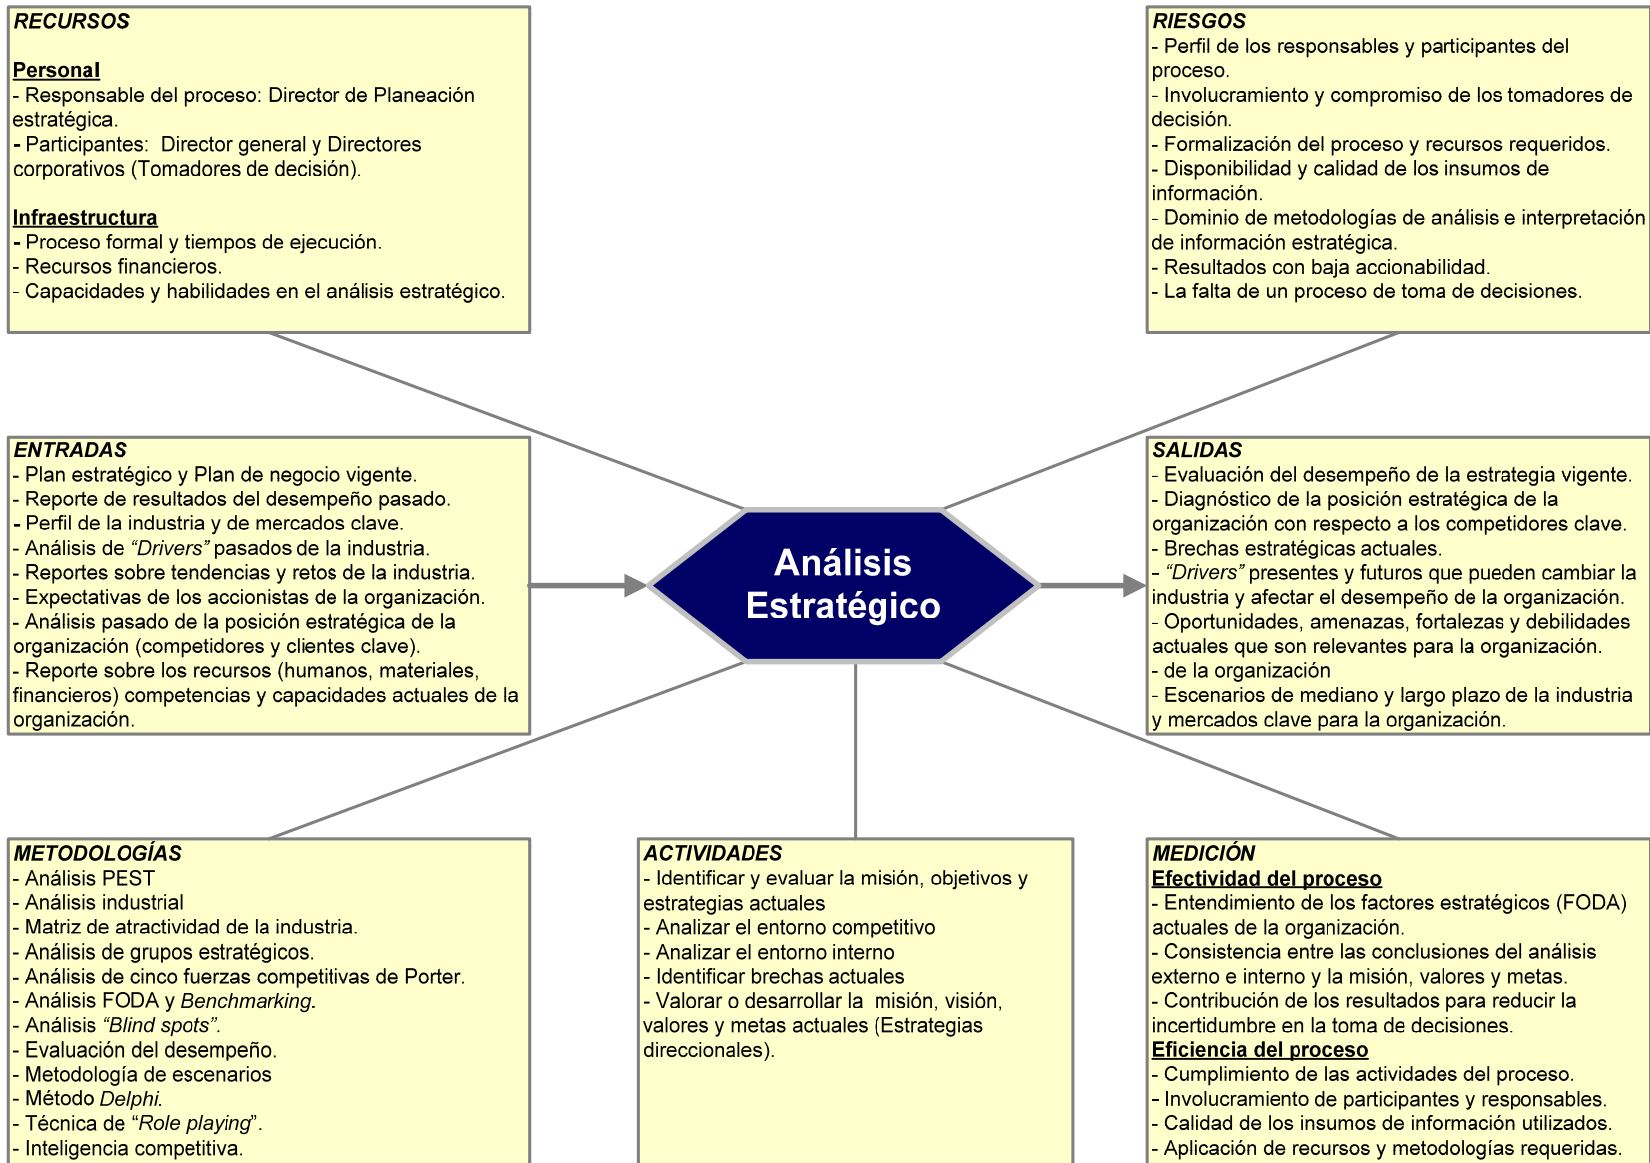 RECURSOS
Personal
- Responsable del proceso: Director de Planeación
estratégica.
- Participantes:  Director general y Directores
corporativos (Tomadores de decisión).
Infraestructura
- Proceso formal y tiempos de ejecución.
- Recursos financieros.
- Capacidades y habilidades en el análisis estratégico.
RIESGOS
- Perfil de los responsables y participantes del
proceso.
- Involucramiento y compromiso de los tomadores de
decisión.
- Formalización del proceso y recursos requeridos.
- Disponibilidad y calidad de los insumos de
información.
- Dominio de metodologías de análisis e interpretación
de información estratégica.
- Resultados con baja accionabilidad.
- La falta de un proceso de toma de decisiones.
ENTRADAS
- Plan estratégico y Plan de negocio vigente.
- Reporte de resultados del desempeño pasado.
- Perfil de la industria y de mercados clave.
- Análisis de "Drivers" pasados de la industria.
- Reportes sobre tendencias y retos de la industria.
- Expectativas de los accionistas de la organización.
- Análisis pasado de la posición estratégica de la
organización (competidores y clientes clave).
- Reporte sobre los recursos (humanos, materiales,
financieros) competencias y capacidades actuales de la
organización.
Análisis
Estratégico
SALIDAS
- Evaluación del desempeño de la estrategia vigente.
- Diagnóstico de la posición estratégica de la
organización con respecto a los competidores clave.
- Brechas estratégicas actuales.
- "Drivers" presentes y futuros que pueden cambiar la
industria y afectar el desempeño de la organización.
- Oportunidades, amenazas, fortalezas y debilidades
actuales que son relevantes para la organización.
- de la organización
- Escenarios de mediano y largo plazo de la industria
y mercados clave para la organización.
METODOLOGÍAS
- Análisis PEST
- Análisis industrial
- Matriz de atractividad de la industria.
- Análisis de grupos estratégicos.
- Análisis de cinco fuerzas competitivas de Porter.
- Análisis FODA y Benchmarking.
- Análisis "Blind spots".
- Evaluación del desempeño.
- Metodología de escenarios
- Método Delphi.
- Técnica de "Role playing".
- Inteligencia competitiva.
ACTIVIDADES
- Identificar y evaluar la misión, objetivos y
estrategias actuales
- Analizar el entorno competitivo
- Analizar el entorno interno
- Identificar brechas actuales
- Valorar o desarrollar la  misión, visión,
valores y metas actuales (Estrategias
direccionales).
MEDICIÓN
Efectividad del proceso
- Entendimiento de los factores estratégicos (FODA)
actuales de la organización.
- Consistencia entre las conclusiones del análisis
externo e interno y la misión, valores y metas.
- Contribución de los resultados para reducir la
incertidumbre en la toma de decisiones.
Eficiencia del proceso
- Cumplimiento de las actividades del proceso.
- Involucramiento de participantes y responsables.
- Calidad de los insumos de información utilizados.
- Aplicación de recursos y metodologías requeridas.